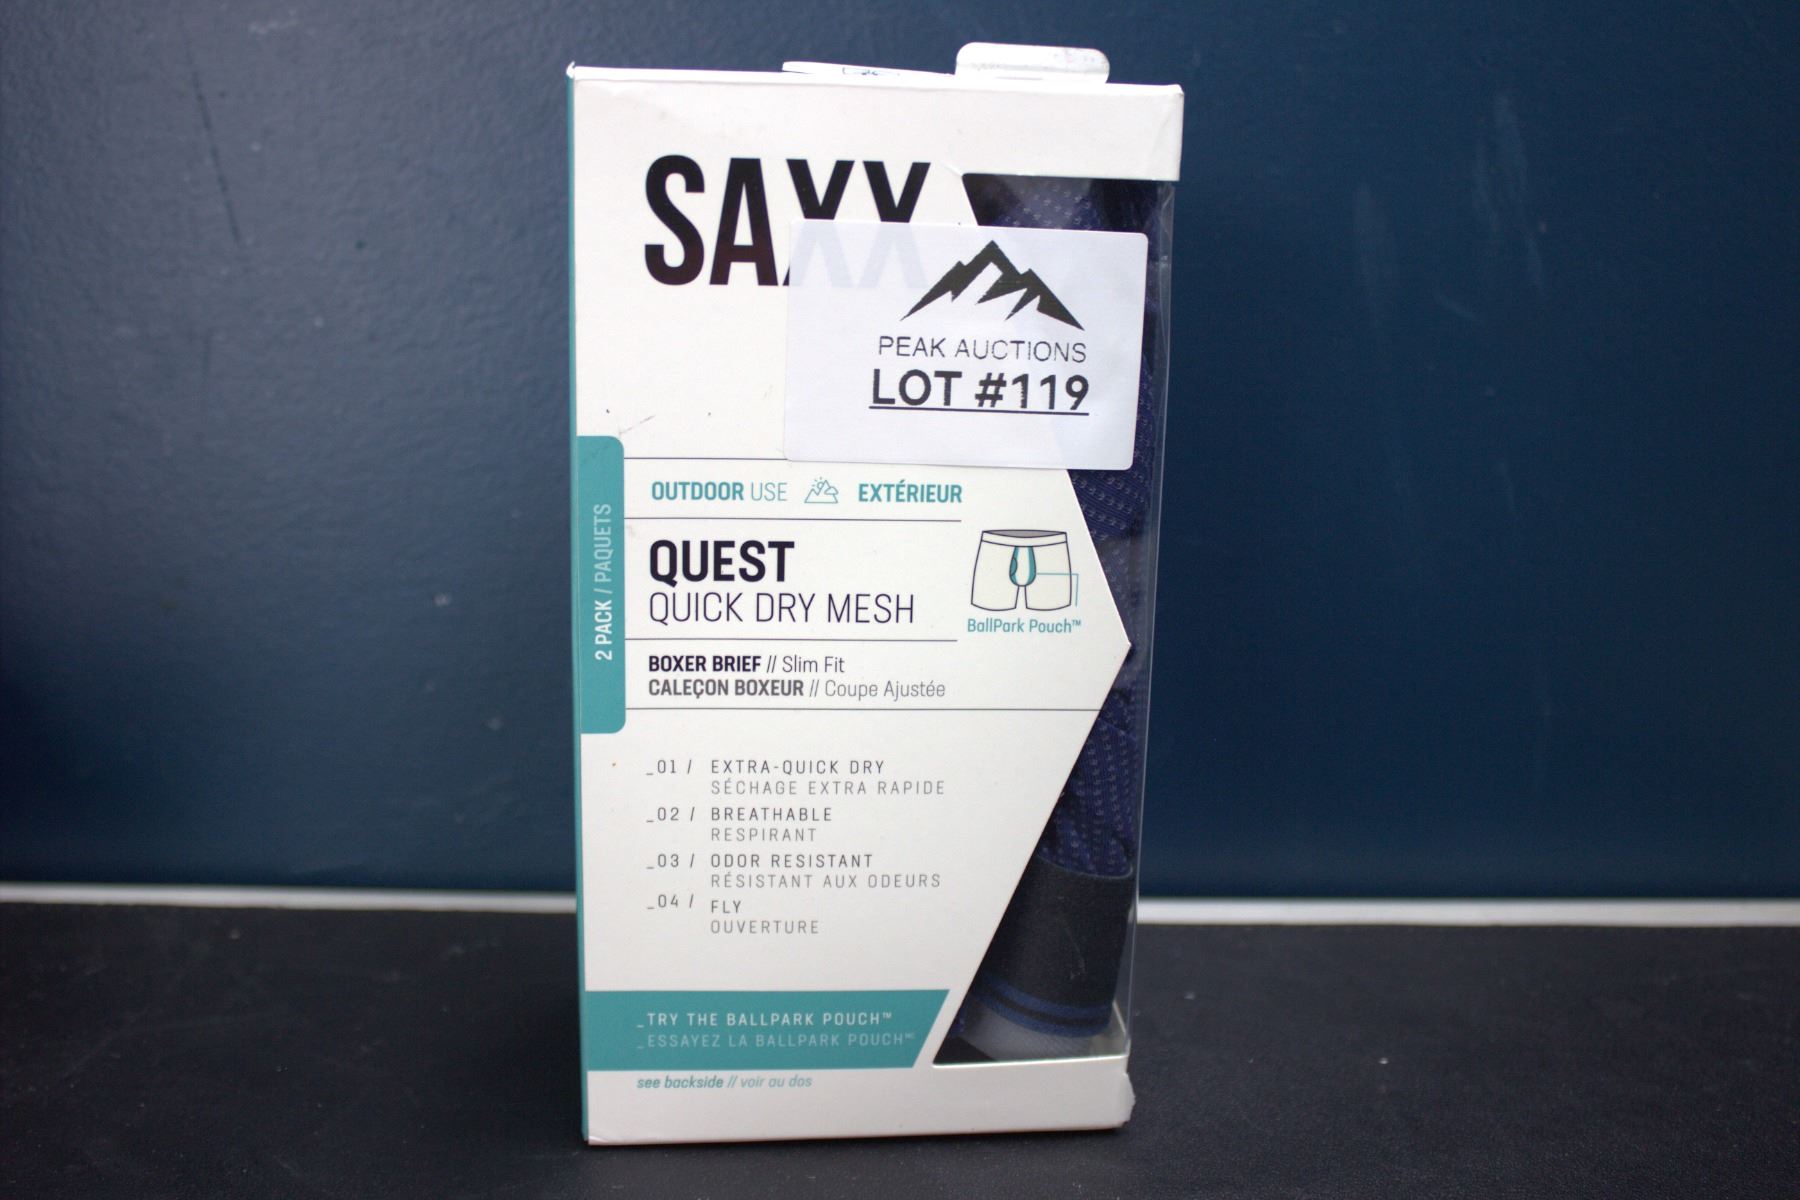 SAXX
PEAK AUCTIONS
LOT #119
OUTDOOR USE EXTÉRIEUR
2 PACK / PAQUETS
QUEST
QUICK DRY MESH
BallPark Pouch™
BOXER BRIEF // Slim Fit
CALEÇON BOXEUR // Coupe Ajustée
_01 / EXTRA-QUICK DRY
SÉCHAGE EXTRA RAPIDE
_02 / BREATHABLE
RESPIRANT
_03 / ODOR RESISTANT
RÉSISTANT AUX ODEURS
_04 / FLY
OUVERTURE
_TRY THE BALLPARK POUCH™
_ESSAYEZ LA BALLPARK POUCHᴹᶜ
see backside // voir au dos